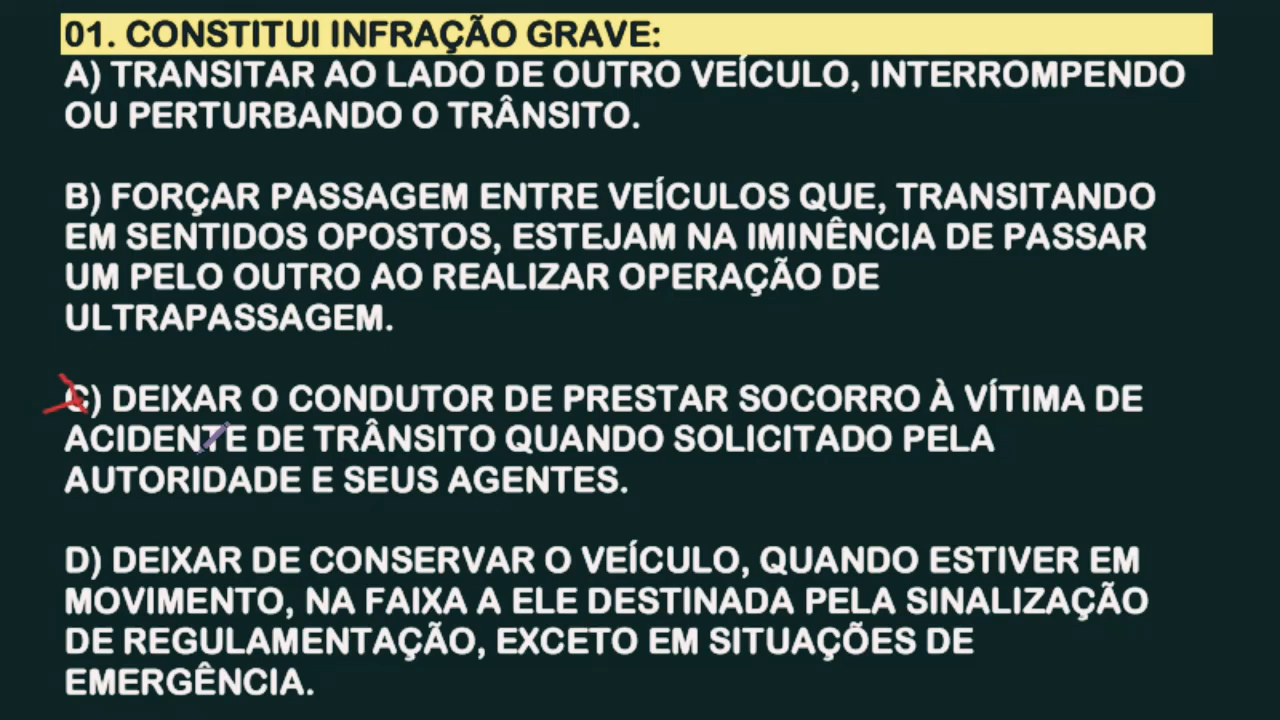 01. CONSTITUI INFRAÇÃO GRAVE:
A) TRANSITAR AO LADO DE OUTRO VEÍCULO, INTERROMPENDO
OU PERTURBANDO O TRÂNSITO.
B) FORÇAR PASSAGEM ENTRE VEÍCULOS QUE, TRANSITANDO
EM SENTIDOS OPOSTOS, ESTEJAM NA IMINÊNCIA DE PASSAR
UM PELO OUTRO AO REALIZAR OPERAÇÃO DE
ULTRAPASSAGEM.
C) DEIXAR O CONDUTOR DE PRESTAR SOCORRO À VÍTIMA DE
ACIDENTE DE TRÂNSITO QUANDO SOLICITADO PELA
AUTORIDADE E SEUS AGENTES.
D) DEIXAR DE CONSERVAR O VEÍCULO, QUANDO ESTIVER EM
MOVIMENTO, NA FAIXA A ELE DESTINADA PELA SINALIZAÇÃO
DE REGULAMENTAÇÃO, EXCETO EM SITUAÇÕES DE
EMERGÊNCIA.